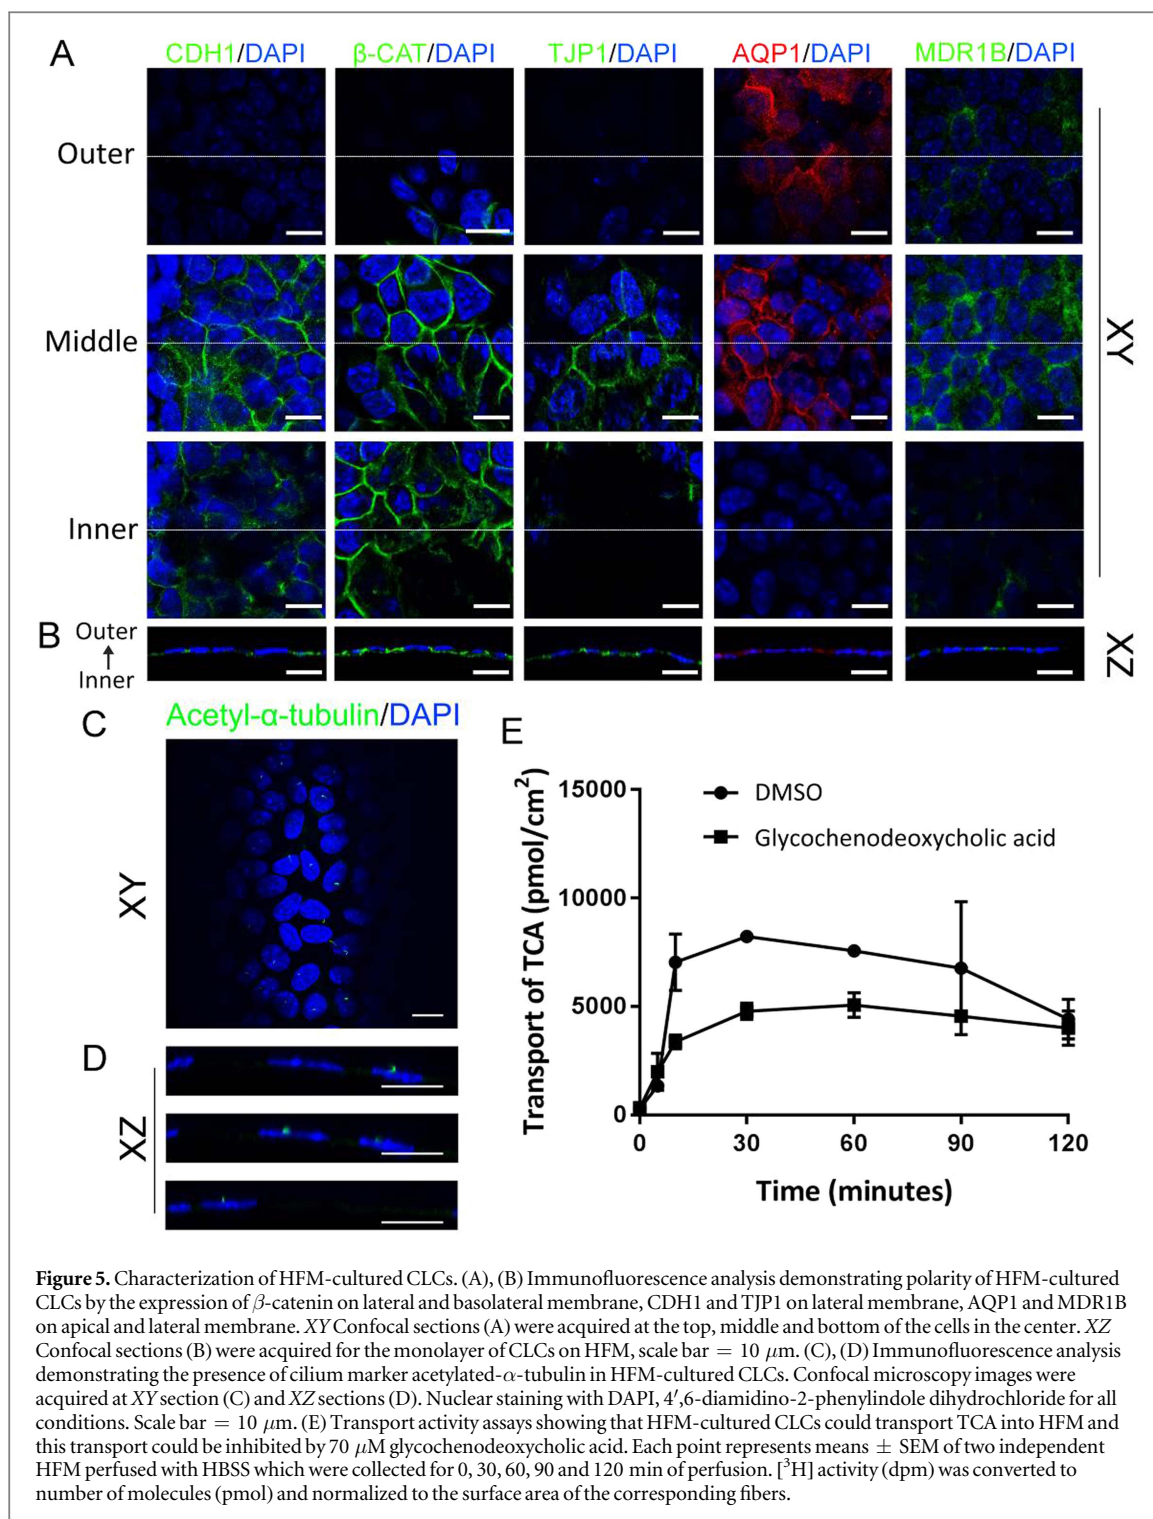 A
CDH1/DAPI
β-CAT/DAPI
TJP1/DAPI
AQP1/DAPI
MDR1B/DAPI
Outer
Middle
Inner
XY
B
Outer
Inner
XZ
C
Acetyl-α-tubulin/DAPI
XY
D
XZ
E
Transport of TCA (pmol/cm²)
15000
10000
5000
0
DMSO
Glycochenodeoxycholic acid
0 30 60 90 120
Time (minutes)
Figure 5. Characterization of HFM-cultured CLCs. (A), (B) Immunofluorescence analysis demonstrating polarity of HFM-cultured
CLCs by the expression of β-catenin on lateral and basolateral membrane, CDH1 and TJP1 on lateral membrane, AQP1 and MDR1B
on apical and lateral membrane. XY Confocal sections (A) were acquired at the top, middle and bottom of the cells in the center. XZ
Confocal sections (B) were acquired for the monolayer of CLCs on HFM, scale bar = 10 μm. (C), (D) Immunofluorescence analysis
demonstrating the presence of cilium marker acetylated-α-tubulin in HFM-cultured CLCs. Confocal microscopy images were
acquired at XY section (C) and XZ sections (D). Nuclear staining with DAPI, 4′,6-diamidino-2-phenylindole dihydrochloride for all
conditions. Scale bar = 10 μm. (E) Transport activity assays showing that HFM-cultured CLCs could transport TCA into HFM and
this transport could be inhibited by 70 μM glycochenodeoxycholic acid. Each point represents means ± SEM of two independent
HFM perfused with HBSS which were collected for 0, 30, 60, 90 and 120 min of perfusion. [³H] activity (dpm) was converted to
number of molecules (pmol) and normalized to the surface area of the corresponding fibers.